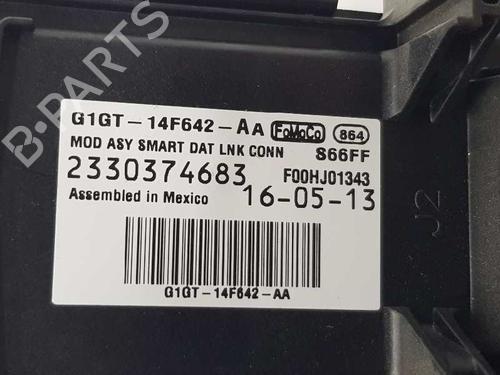 B-PARTS
G1GT-14F642-AA FoMoCo 864
MOD ASY SMART DAT LNK CONN S66FF
2330374683 F00HJ01343
Assembled in Mexico 16-05-13
G1GT-14F642-AA
J2